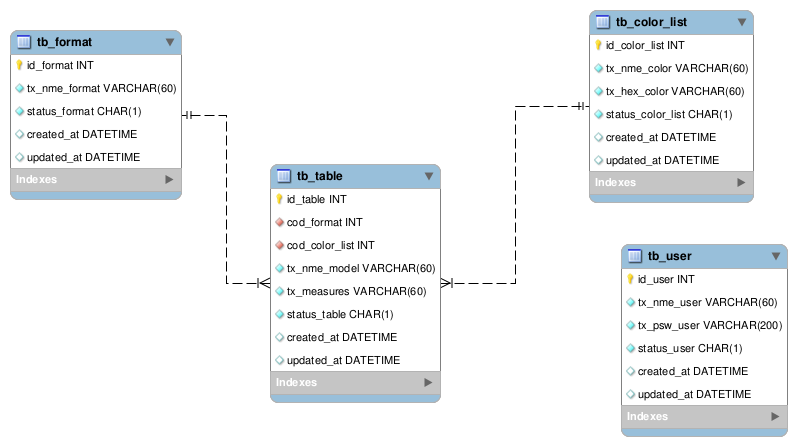 tb_format
id_format INT
tx_nme_format VARCHAR(60)
status_format CHAR(1)
created_at DATETIME
updated_at DATETIME
Indexes
tb_color_list
id_color_list INT
tx_nme_color VARCHAR(60)
tx_hex_color VARCHAR(60)
status_color_list CHAR(1)
created_at DATETIME
updated_at DATETIME
Indexes
tb_table
id_table INT
cod_format INT
cod_color_list INT
tx_nme_model VARCHAR(60)
tx_measures VARCHAR(60)
status_table CHAR(1)
created_at DATETIME
updated_at DATETIME
Indexes
tb_user
id_user INT
tx_nme_user VARCHAR(60)
tx_psw_user VARCHAR(200)
status_user CHAR(1)
created_at DATETIME
updated_at DATETIME
Indexes